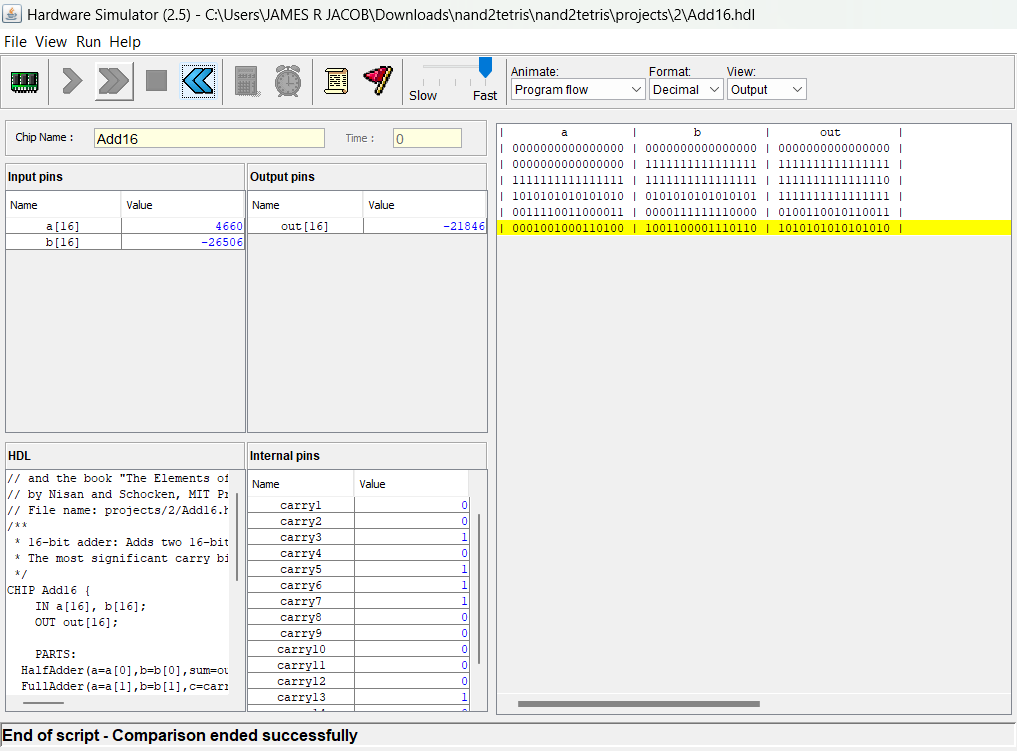 Hardware Simulator (2.5) - C:\Users\JAMES R JACOB\Downloads\nand2tetris\nand2tetris\projects\2\Add16.hdl
File View Run Help
Slow Fast
Animate: Format: View:
Program flow Decimal Output
Chip Name : Add16 Time : 0
Input pins
Name Value
a[16] 4660
b[16] -26506
Output pins
Name Value
out[16] -21846
| a | b | out |
| 0000000000000000 | 0000000000000000 | 0000000000000000 |
| 0000000000000000 | 1111111111111111 | 1111111111111111 |
| 1111111111111111 | 1111111111111111 | 1111111111111110 |
| 1010101010101010 | 0101010101010101 | 1111111111111111 |
| 0011110011000011 | 0000111111110000 | 0100110010110011 |
| 0001001000110100 | 1001100001110110 | 1010101010101010 |
HDL
// and the book "The Elements of
// by Nisan and Schocken, MIT Pr
// File name: projects/2/Add16.h
/**
* 16-bit adder: Adds two 16-bit
* The most significant carry bi
*/
CHIP Add16 {
IN a[16], b[16];
OUT out[16];
PARTS:
HalfAdder(a=a[0],b=b[0],sum=ou
FullAdder(a=a[1],b=b[1],c=carr
Internal pins
Name Value
carry1 0
carry2 0
carry3 1
carry4 0
carry5 1
carry6 1
carry7 1
carry8 0
carry9 0
carry10 0
carry11 0
carry12 0
carry13 1
End of script - Comparison ended successfully